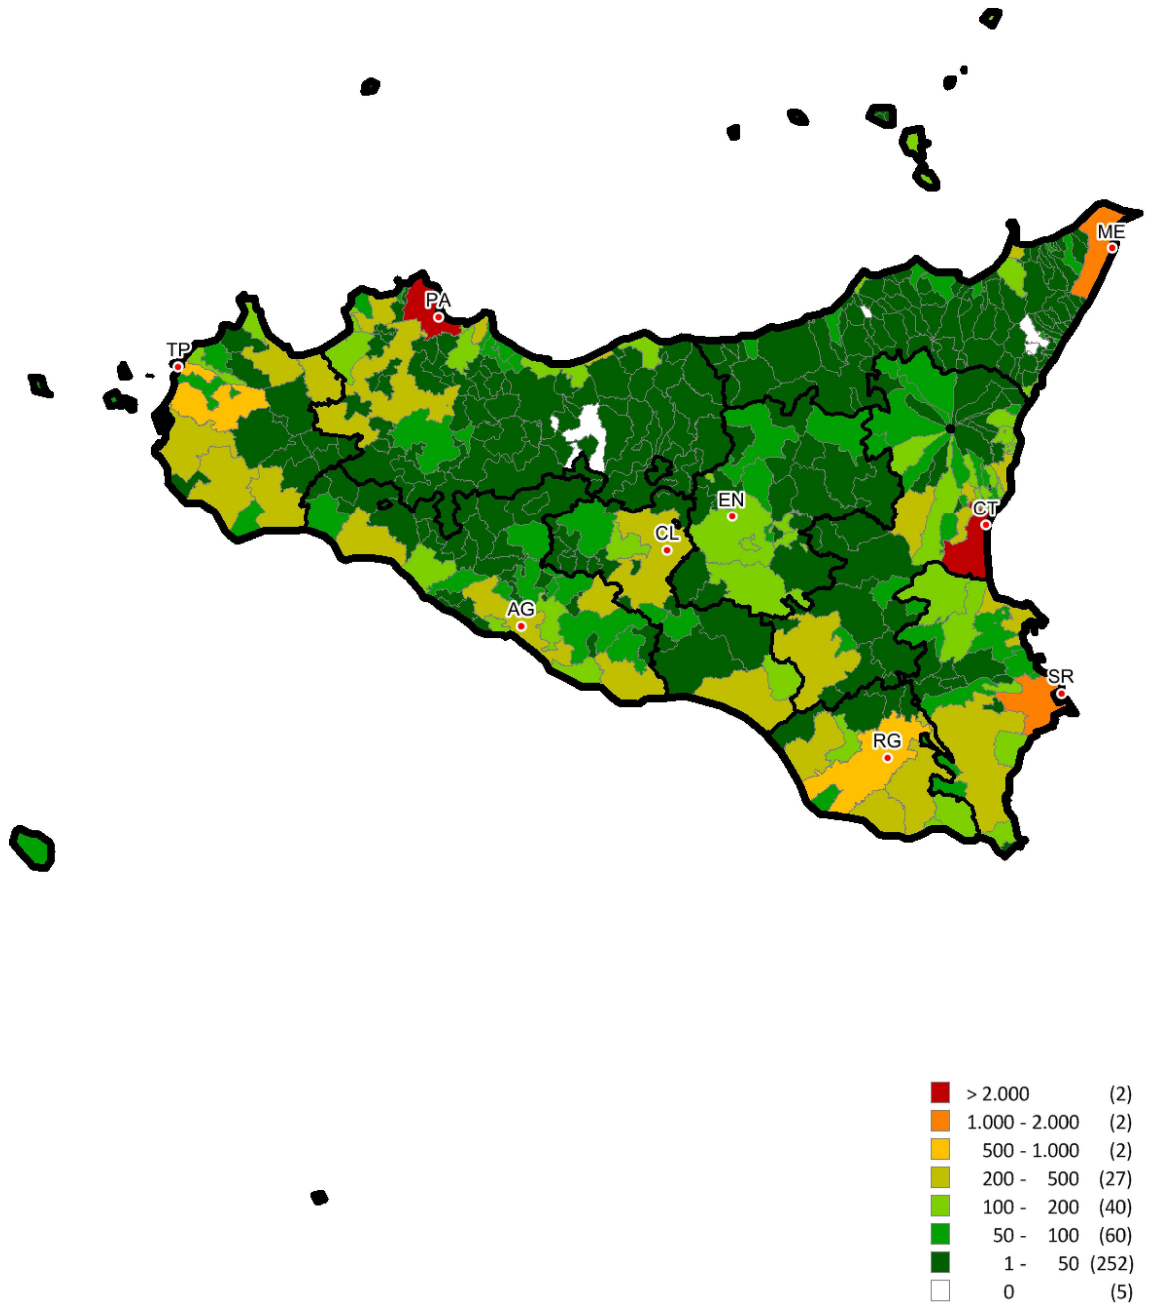 ME
PA
TP
EN
CT
CL
AG
SR
RG
> 2.000 (2)
1.000 - 2.000 (2)
500 - 1.000 (2)
200 - 500 (27)
100 - 200 (40)
50 - 100 (60)
1 - 50 (252)
0 (5)